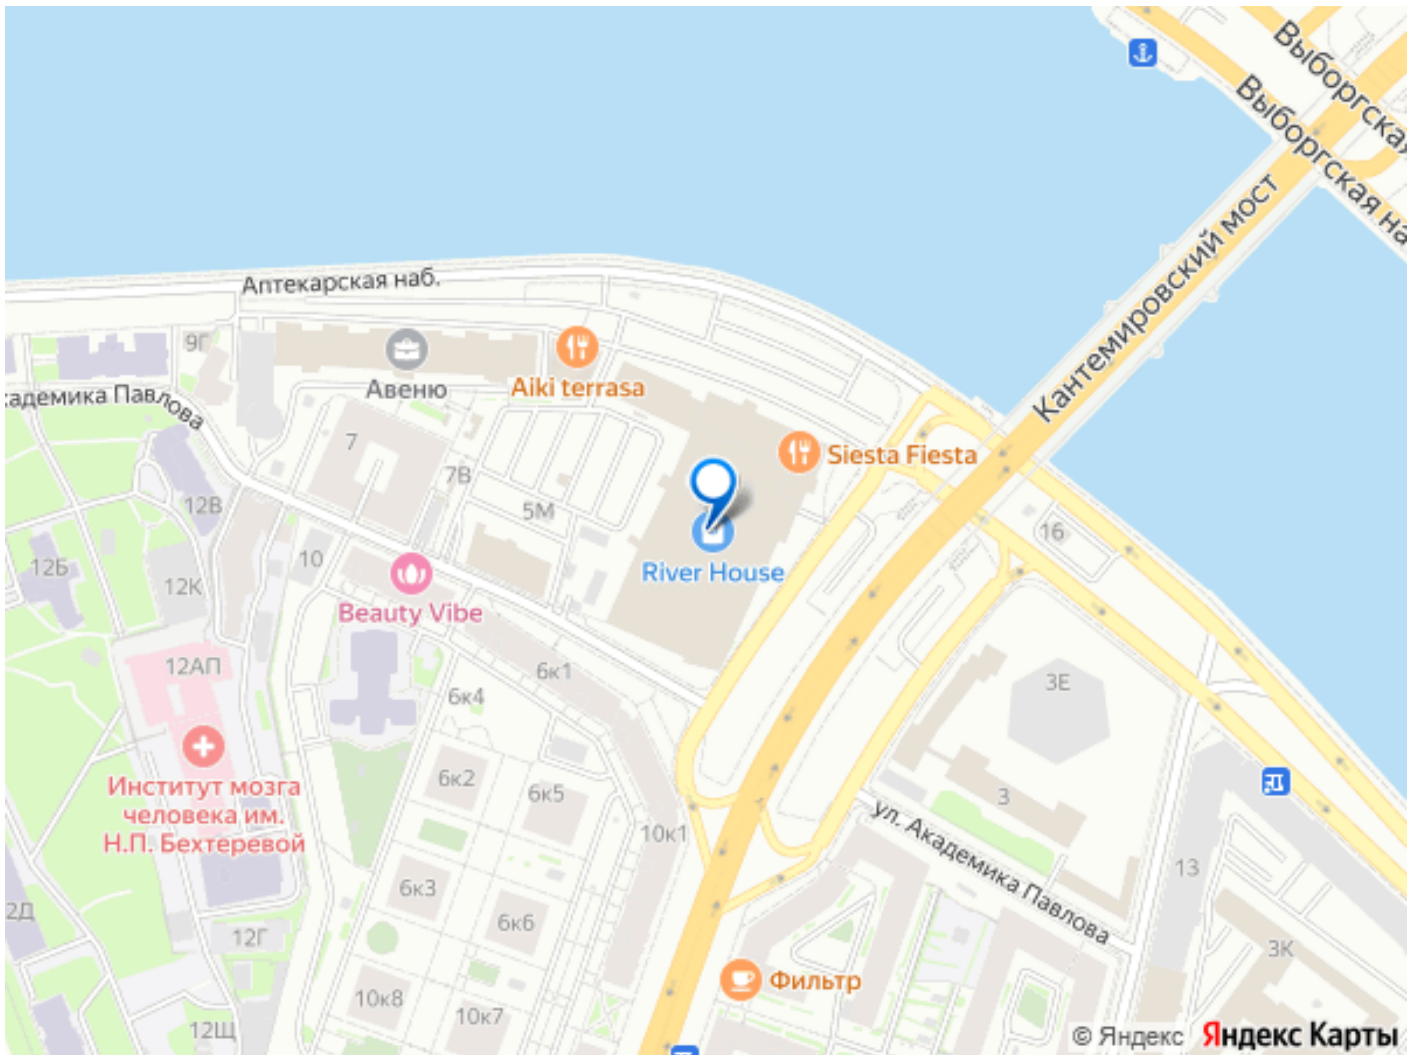 Выборгская
Выборгская на
Кантемировский мост
Аптекарская наб.
9Г
Авеню
Aiki terrasa
кадемика Павлова
7
Siesta Fiesta
7В
12В
5М
16
River House
10
12Б
12К
Beauty Vibe
12АП
6к1
3Е
6к4
Институт мозга
человека им.
Н.П. Бехтеревой
6к2
6к5
3
10к1
ул. Академика Павлова
13
6к3
2Д
6к6
12Г
3К
Фильтр
10к8
10к7
12Щ
© Яндекс Яндекс Карты